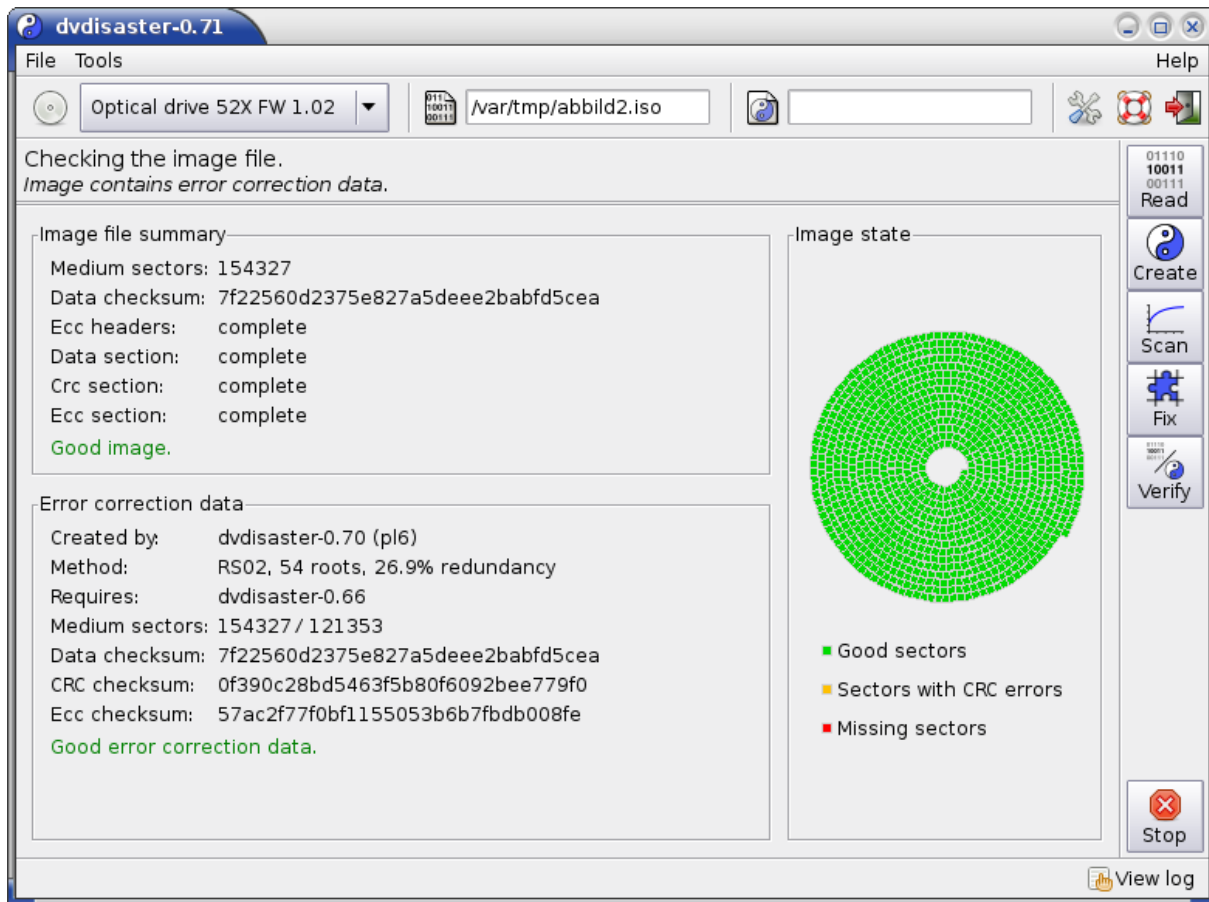 dvdisaster-0.71
File Tools Help
Optical drive 52X FW 1.02 /var/tmp/abbild2.iso
Checking the image file.
Image contains error correction data.
Image file summary
Medium sectors: 154327
Data checksum: 7f22560d2375e827a5deee2babfd5cea
Ecc headers: complete
Data section: complete
Crc section: complete
Ecc section: complete
Good image.
Error correction data
Created by: dvdisaster-0.70 (pl6)
Method: RS02, 54 roots, 26.9% redundancy
Requires: dvdisaster-0.66
Medium sectors: 154327 / 121353
Data checksum: 7f22560d2375e827a5deee2babfd5cea
CRC checksum: 0f390c28bd5463f5b80f6092bee779f0
Ecc checksum: 57ac2f77f0bf1155053b6b7fbdb008fe
Good error correction data.
Image state
Good sectors
Sectors with CRC errors
Missing sectors
01110
10011
00111
Read
Create
Scan
Fix
Verify
Stop
View log